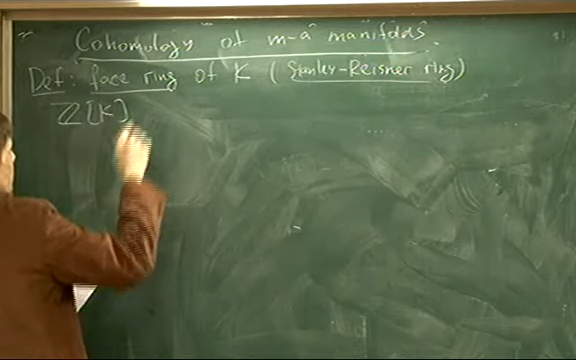 Cohomology of m-a manifolds.
Def: face ring of K (Stanley-Reisner ring)
ℤ[K]